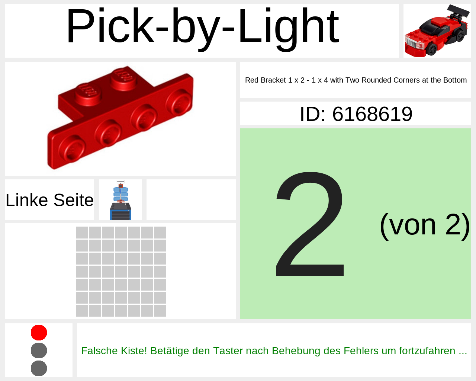 Pick-by-Light
Red Bracket 1 x 2 - 1 x 4 with Two Rounded Corners at the Bottom
ID: 6168619
Linke Seite
2 (von 2)
Falsche Kiste! Betätige den Taster nach Behebung des Fehlers um fortzufahren ...